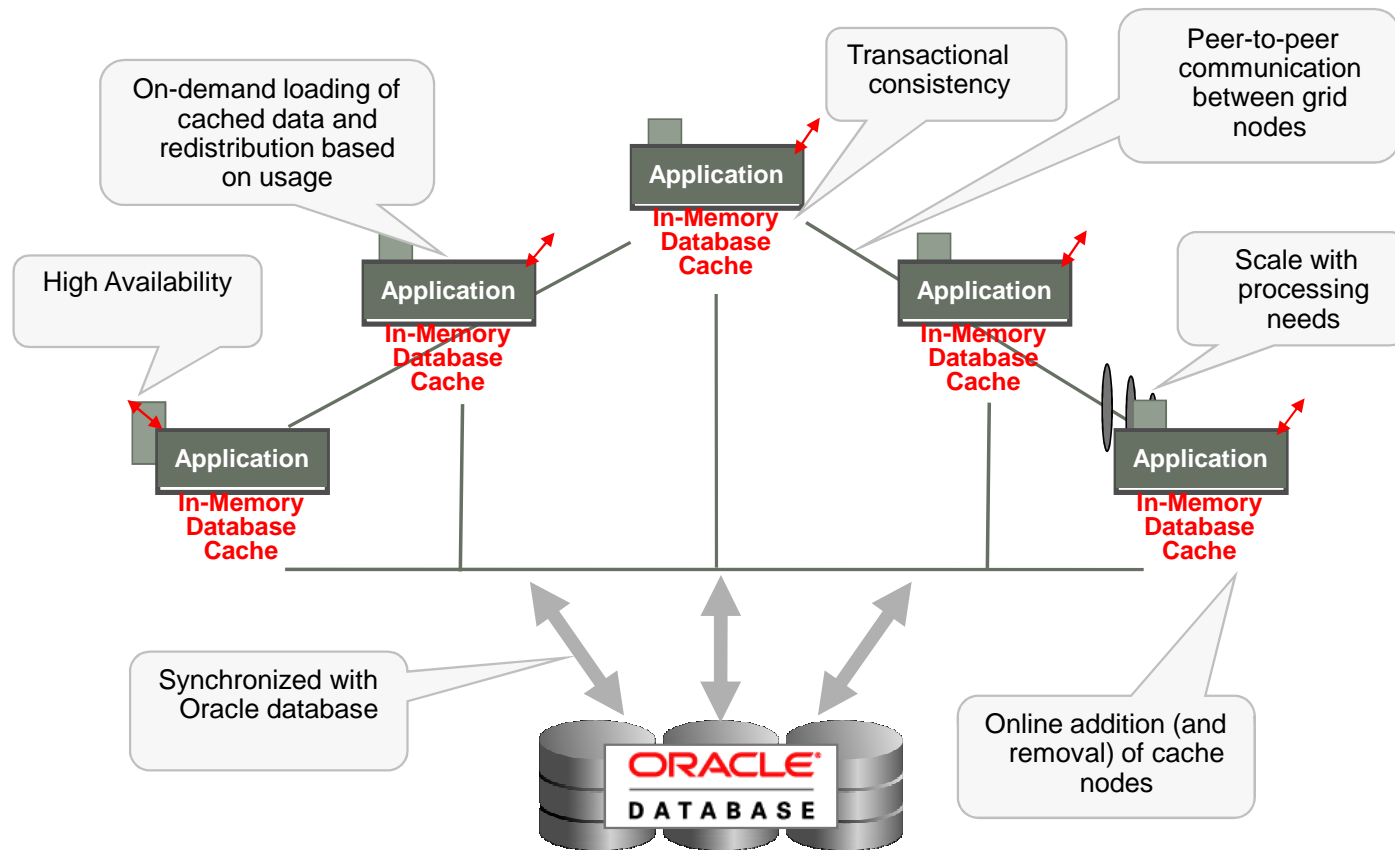 Transactional
consistency
Peer-to-peer
communication
between grid
nodes
On-demand loading of
cached data and
redistribution based
on usage
Application
In-Memory
Database
Cache
High Availability
Application
In-Memory
Database
Cache
Application
In-Memory
Database
Cache
Scale with
processing
needs
Application
In-Memory
Database
Cache
Application
In-Memory
Database
Cache
Synchronized with
Oracle database
ORACLE®
DATABASE
Online addition (and
removal) of cache
nodes